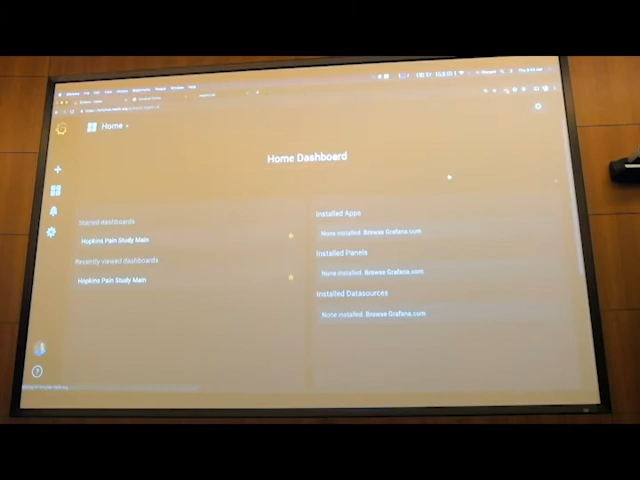 Home
Home Dashboard
Starred dashboards
Hopkins Pain Study Main
Recently viewed dashboards
Hopkins Pain Study Main
Installed Apps
None installed. Browse Grafana.com
Installed Panels
None installed. Browse Grafana.com
Installed Datasources
None installed. Browse Grafana.com